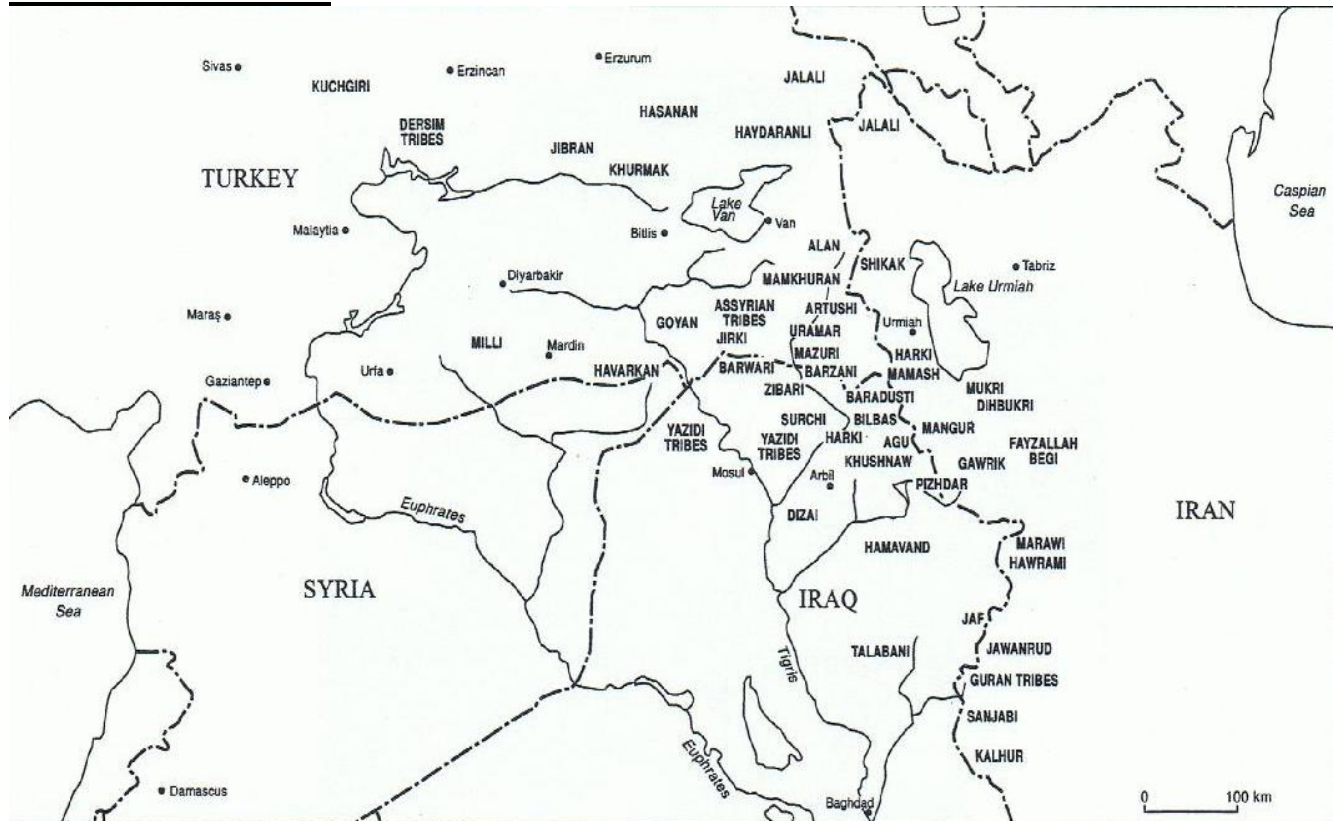 Sivas
Erzincan
Erzurum
KUCHGIRI
JALALI
HASANAN
DERSIM
TRIBES
HAYDARANLI
JALALI
JIBRAN
KHURMAK
TURKEY
Caspian
Sea
Lake
Van
Van
Malaytia
Bitlis
ALAN
SHIKAK
Tabriz
Diyarbakir
MAMKHURAN
Lake Urmiah
Maraş
ASSYRIAN
TRIBES
ARTUSHI
GOYAN
URAMAR
Urmiah
MILLI
Mardin
JIRKI
MAZURI
HARKI
Gaziantep
Urfa
HAVARKAN
BARWARI
BARZANI
MAMASH
ZIBARI
BARADUSTI
MUKRI
DIHBUKRI
SURCHI
BILBAS
MANGUR
YAZIDI
TRIBES
YAZIDI
TRIBES
HARKI
AGU
FAYZALLAH
BEGI
Aleppo
Mosul
Arbil
KHUSHNAW
GAWRIK
PIZHDAR
Euphrates
DIZAI
IRAN
HAMAVAND
MARAWI
HAWRAMI
Mediterranean
Sea
SYRIA
IRAQ
JAF
TALABANI
JAWANRUD
Tigris
GURAN TRIBES
SANJABI
Euphrates
KALHUR
Damascus
Baghdad
0 100 km